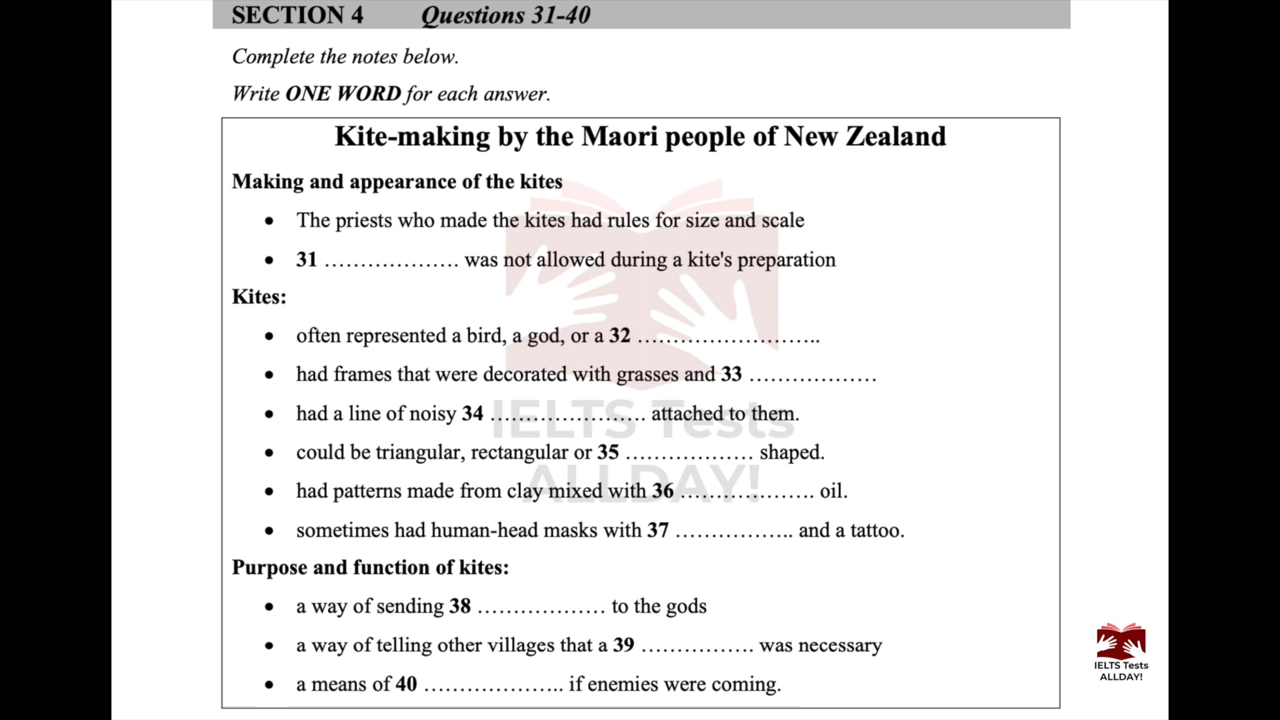 SECTION 4 Questions 31-40
Complete the notes below.
Write ONE WORD for each answer.
Kite-making by the Maori people of New Zealand
Making and appearance of the kites
• The priests who made the kites had rules for size and scale
• 31 ……………… was not allowed during a kite's preparation
Kites:
• often represented a bird, a god, or a 32 ……………………..
• had frames that were decorated with grasses and 33 ………………
• had a line of noisy 34 ………………… attached to them.
• could be triangular, rectangular or 35 ……………… shaped.
• had patterns made from clay mixed with 36 ………………. oil.
• sometimes had human-head masks with 37 …………….. and a tattoo.
Purpose and function of kites:
• a way of sending 38 ……………… to the gods
• a way of telling other villages that a 39 ……………. was necessary
• a means of 40 ……………….. if enemies were coming.
IELTS Tests
ALLDAY!
IELTS Tests
ALLDAY!